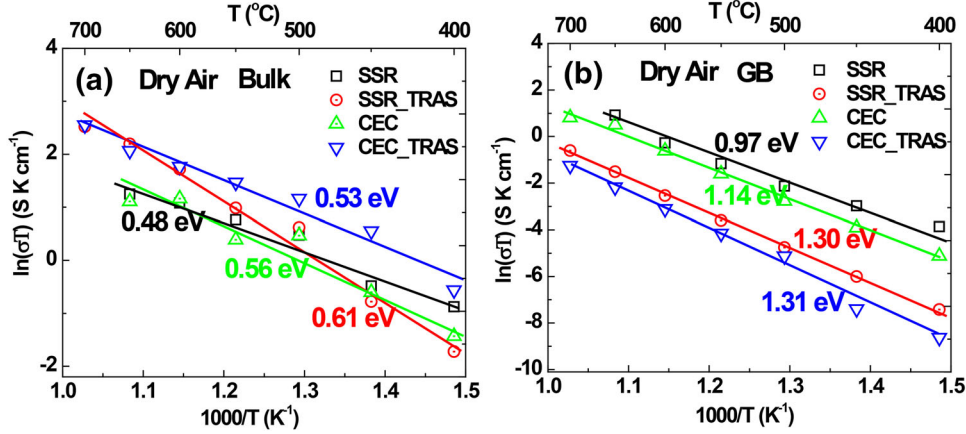 T (°C)
700 600 500 400
(a) Dry Air Bulk
SSR
SSR_TRAS
CEC
CEC_TRAS
0.53 eV
0.48 eV
0.56 eV
0.61 eV
4
2
0
-2
ln(σT) (S K cm⁻¹)
1.0 1.1 1.2 1.3 1.4 1.5
1000/T (K⁻¹)
T (°C)
700 600 500 400
(b) Dry Air GB
SSR
SSR_TRAS
CEC
CEC_TRAS
0.97 eV
1.14 eV
1.30 eV
1.31 eV
4
2
0
-2
-4
-6
-8
-10
ln(σT) (S K cm⁻¹)
1.0 1.1 1.2 1.3 1.4 1.5
1000/T (K⁻¹)